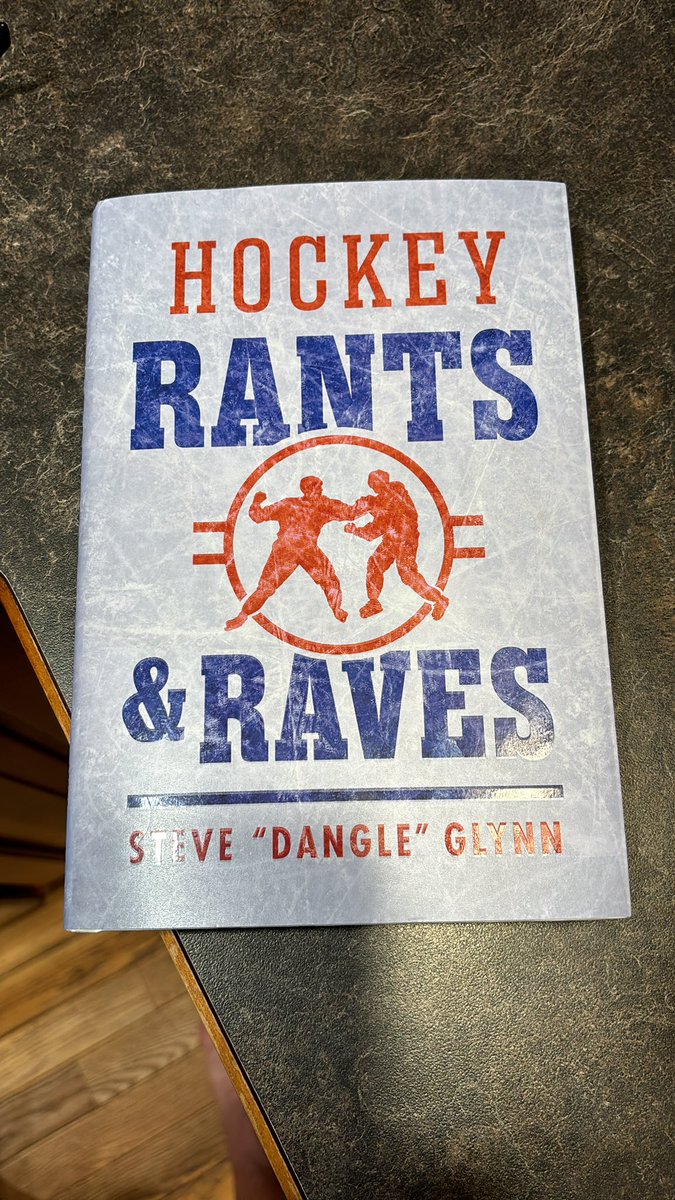 HOCKEY
RANTS
& RAVES
STEVE "DANGLE" GLYNN